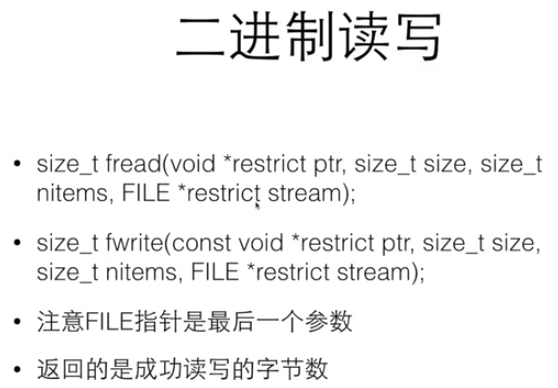 二进制读写
• size_t fread(void *restrict ptr, size_t size, size_t
nitems, FILE *restrict stream);
• size_t fwrite(const void *restrict ptr, size_t size,
size_t nitems, FILE *restrict stream);
• 注意FILE指针是最后一个参数
• 返回的是成功读写的字节数